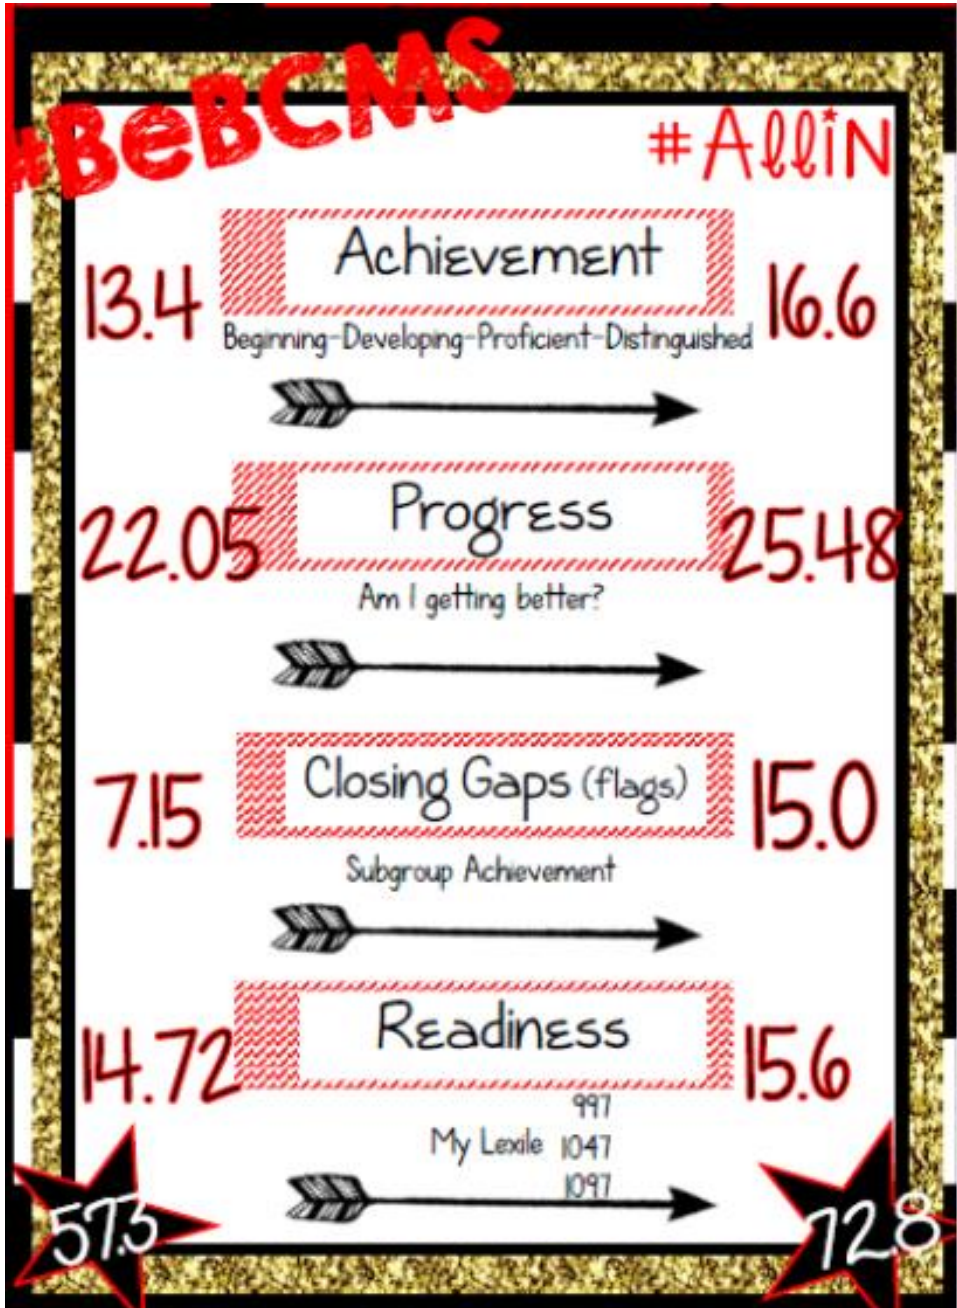 #BeBCMS
#AllIN
Achievement
13.4
16.6
Beginning-Developing-Proficient-Distinguished
Progress
22.05
25.48
Am I getting better?
Closing Gaps (flags)
7.15
15.0
Subgroup Achievement
Readiness
14.72
15.6
997
My Lexile 1047
1097
57.3
72.8